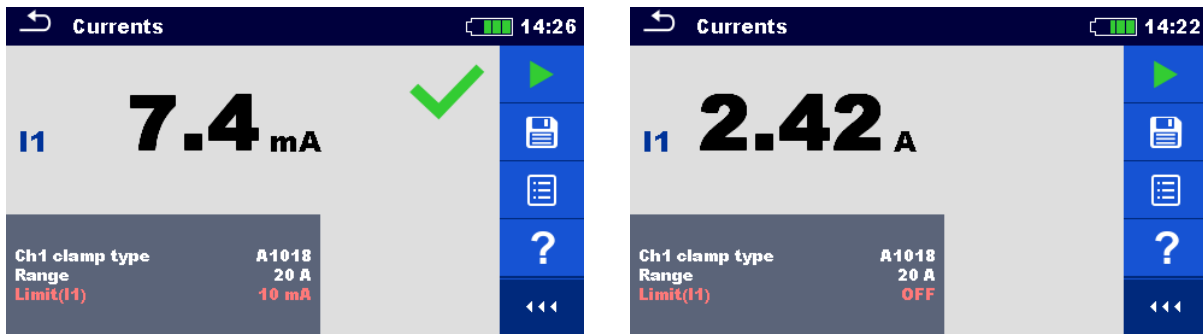 Currents 14:26
I1 7.4 mA
Ch1 clamp type A1018
Range 20 A
Limit(I1) 10 mA
?
Currents 14:22
I1 2.42 A
Ch1 clamp type A1018
Range 20 A
Limit(I1) OFF
?